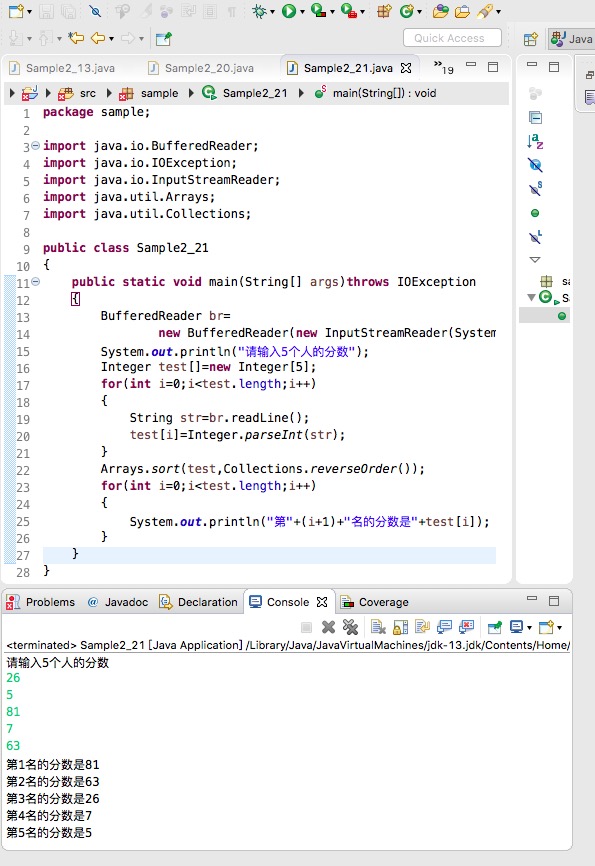 Quick Access
Java
Sample2_13.java
Sample2_20.java
Sample2_21.java
»19
src
sample
Sample2_21
main(String[]) : void
1 package sample;
2
3 import java.io.BufferedReader;
4 import java.io.IOException;
5 import java.io.InputStreamReader;
6 import java.util.Arrays;
7 import java.util.Collections;
8
9 public class Sample2_21
10 {
11     public static void main(String[] args)throws IOException
12     {
13         BufferedReader br=
14                 new BufferedReader(new InputStreamReader(System
15         System.out.println("请输入5个人的分数");
16         Integer test[]=new Integer[5];
17         for(int i=0;i<test.length;i++)
18         {
19             String str=br.readLine();
20             test[i]=Integer.parseInt(str);
21         }
22         Arrays.sort(test,Collections.reverseOrder());
23         for(int i=0;i<test.length;i++)
24         {
25             System.out.println("第"+(i+1)+"名的分数是"+test[i]);
26         }
27     }
28 }
Problems
@ Javadoc
Declaration
Console
Coverage
<terminated> Sample2_21 [Java Application] /Library/Java/JavaVirtualMachines/jdk-13.jdk/Contents/Home/
请输入5个人的分数
26
5
81
7
63
第1名的分数是81
第2名的分数是63
第3名的分数是26
第4名的分数是7
第5名的分数是5